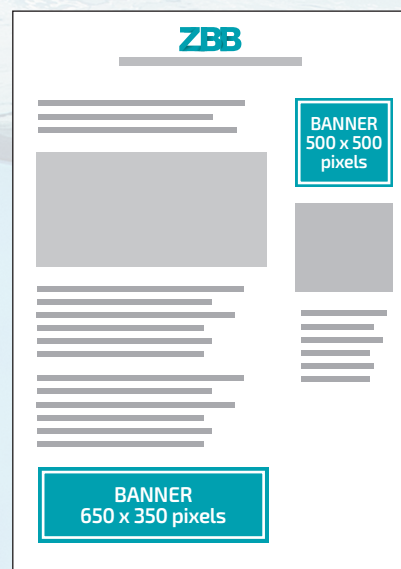 ZBB
BANNER
500 x 500
pixels
BANNER
650 x 350 pixels